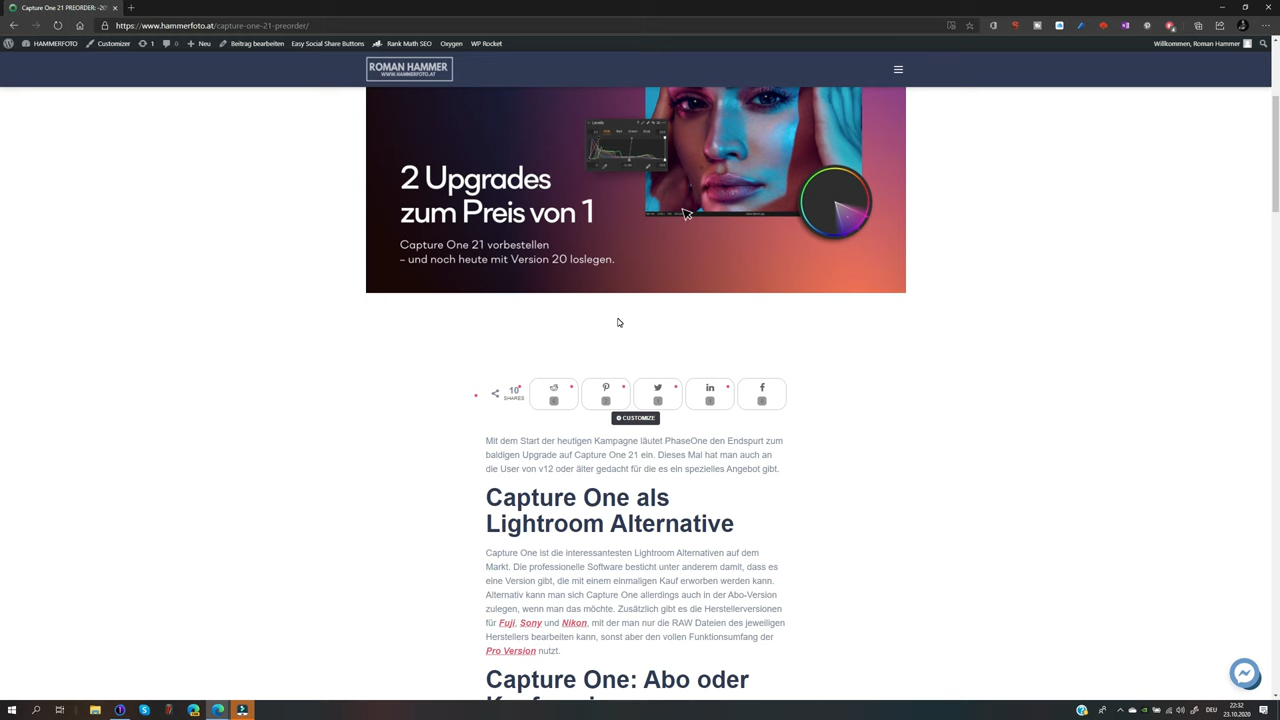 Capture One 21 PREORDER: -20
https://www.hammerfoto.at/capture-one-21-preorder/
HAMMERFOTO Customizer 1 0 Neu Beitrag bearbeiten Easy Social Share Buttons Rank Math SEO Oxygen WP Rocket Willkommen, Roman Hammer
ROMAN HAMMER
WWW.HAMMERFOTO.AT
Levels
2 Upgrades
zum Preis von 1
Capture One 21 vorbestellen
– und noch heute mit Version 20 loslegen.
10
SHARES
CUSTOMIZE
Mit dem Start der heutigen Kampagne läutet PhaseOne den Endspurt zum
baldigen Upgrade auf Capture One 21 ein. Dieses Mal hat man auch an
die User von v12 oder älter gedacht für die es ein spezielles Angebot gibt.
Capture One als
Lightroom Alternative
Capture One ist die interessantesten Lightroom Alternativen auf dem
Markt. Die professionelle Software besticht unter anderem damit, dass es
eine Version gibt, die mit einem einmaligen Kauf erworben werden kann.
Alternativ kann man sich Capture One allerdings auch in der Abo-Version
zulegen, wenn man das möchte. Zusätzlich gibt es die Herstellerversionen
für Fuji, Sony und Nikon, mit der man nur die RAW Dateien des jeweiligen
Herstellers bearbeiten kann, sonst aber den vollen Funktionsumfang der
Pro Version nutzt.
Capture One: Abo oder
DEU
22:32
23.10.2020